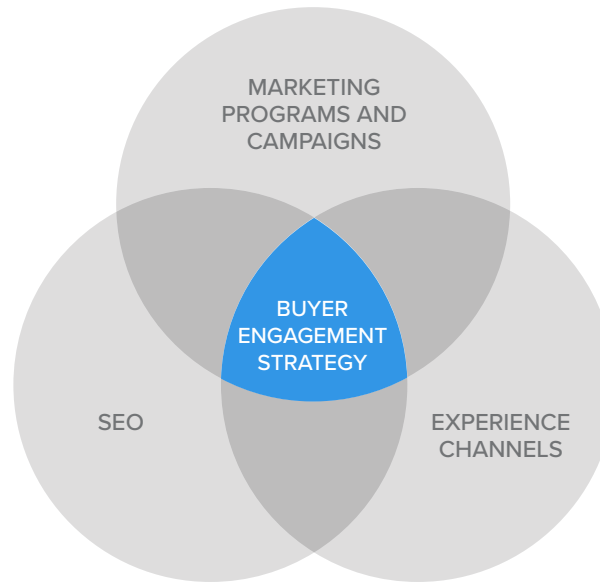 MARKETING
PROGRAMS AND
CAMPAIGNS
BUYER
ENGAGEMENT
STRATEGY
SEO
EXPERIENCE
CHANNELS